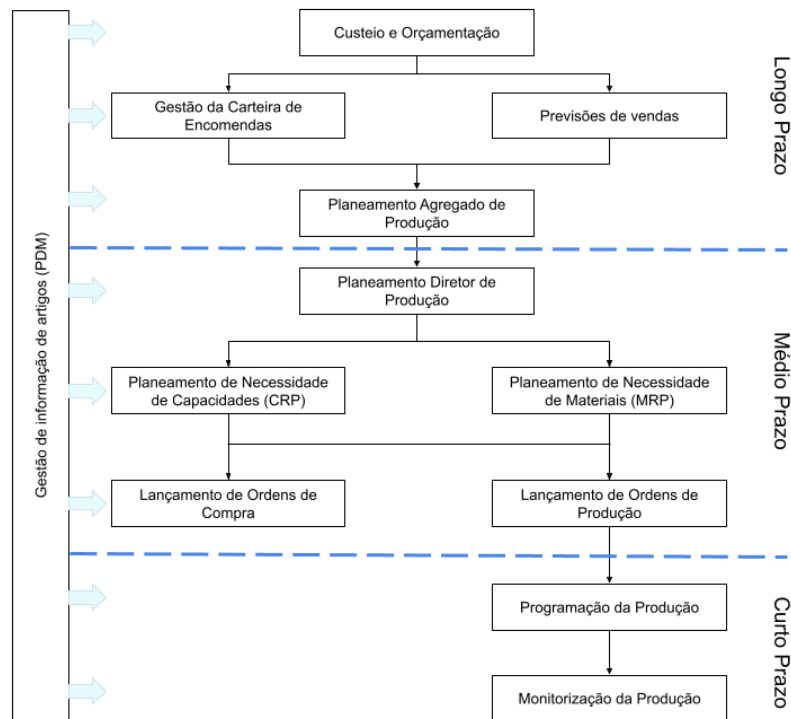 Custeio e Orçamentação
Gestão da Carteira de
Encomendas
Previsões de vendas
Planeamento Agregado de
Produção
Longo Prazo
Planeamento Diretor de
Produção
Planeamento de Necessidade
de Capacidades (CRP)
Planeamento de Necessidade
de Materiais (MRP)
Lançamento de Ordens de
Compra
Lançamento de Ordens de
Produção
Médio Prazo
Programação da Produção
Monitorização da Produção
Curto Prazo
Gestão de informação de artigos (PDM)